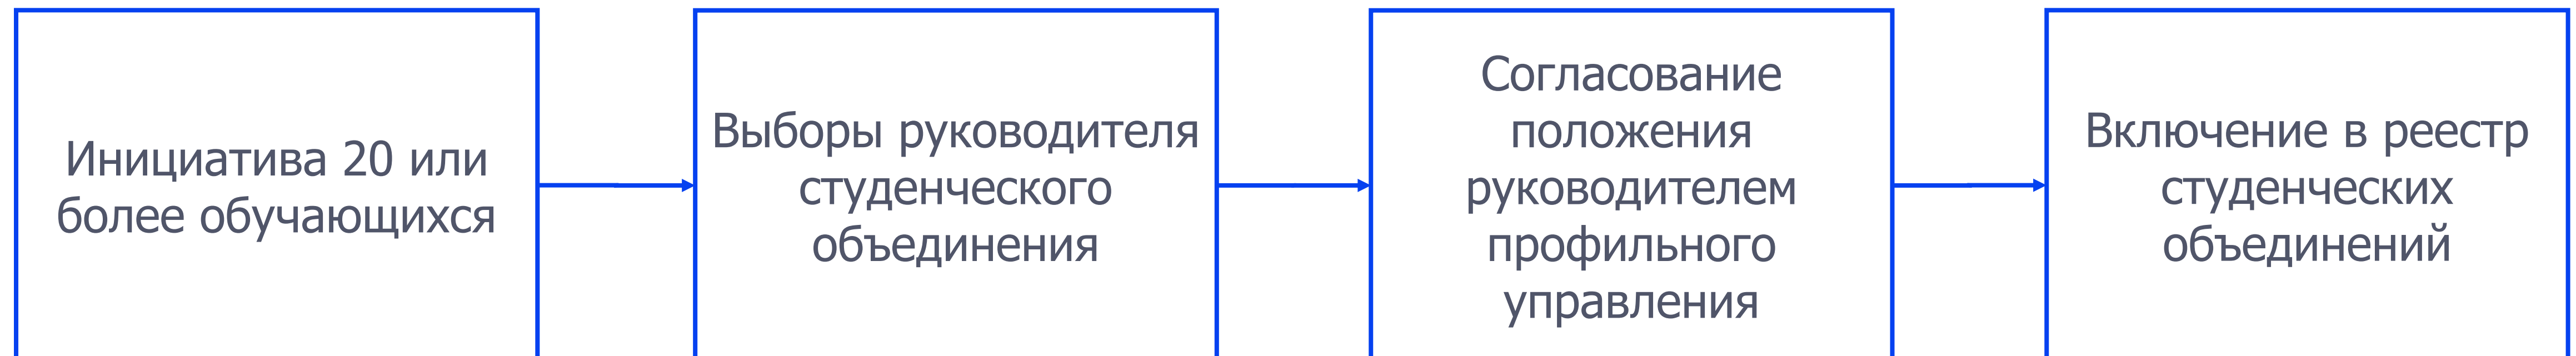 Инициатива 20 или
более обучающихся
Выборы руководителя
студенческого
объединения
Согласование
положения
руководителем
профильного
управления
Включение в реестр
студенческих
объединений